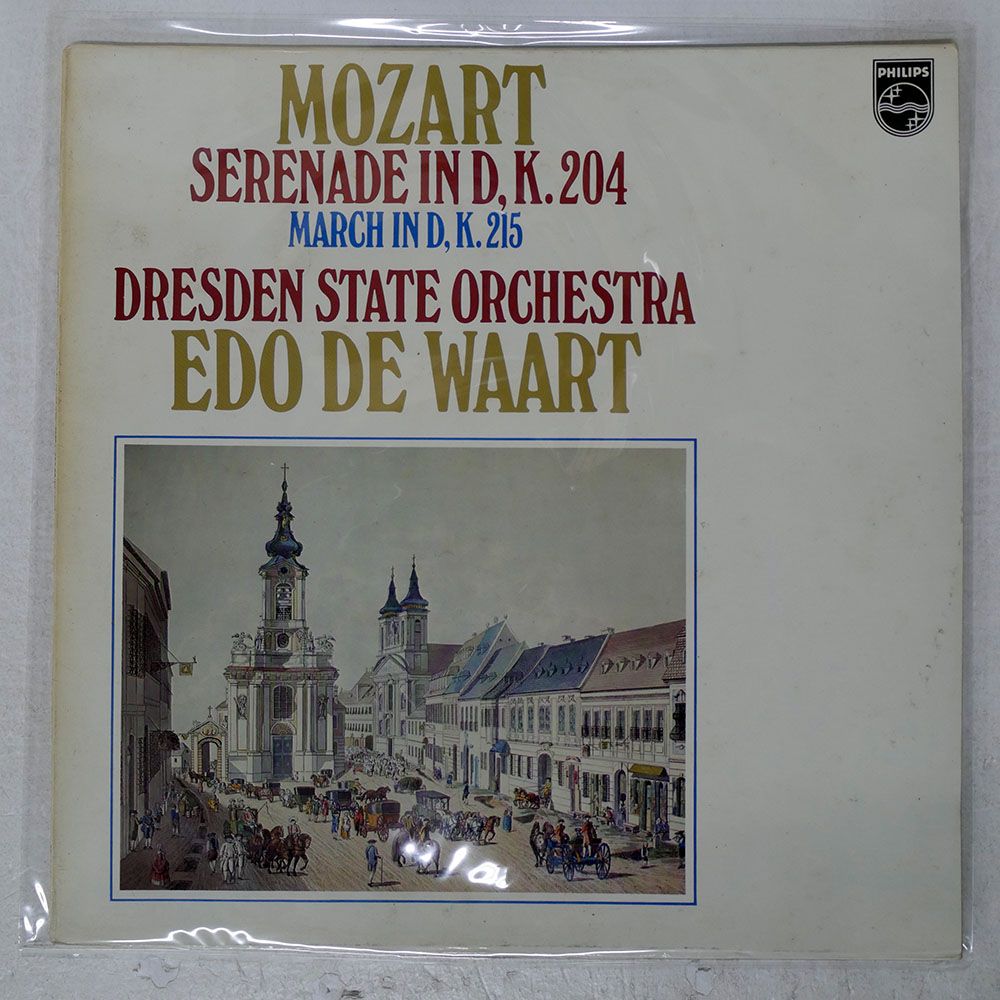 MOZART
SERENADE IN D, K. 204
MARCH IN D, K. 215
DRESDEN STATE ORCHESTRA
EDO DE WAART
PHILIPS